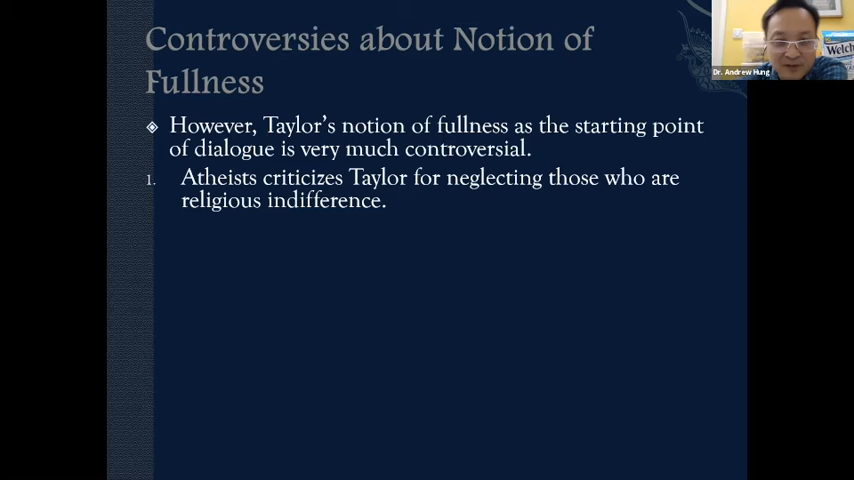 Controversies about Notion of
Fullness
Dr. Andrew Hung
Welch
However, Taylor's notion of fullness as the starting point
of dialogue is very much controversial.
1. Atheists criticizes Taylor for neglecting those who are
religious indifference.